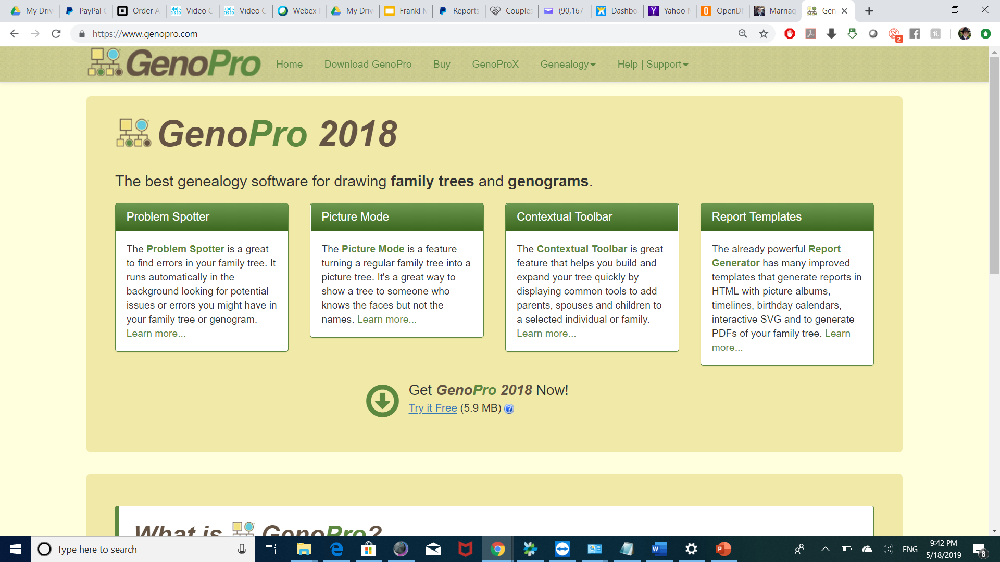 My Driv
PayPal
Order A
Video C
Video C
Webex
My Driv
Frankl
Reports
Couple
(90,167
Dashbo
Yahoo
OpenD
Marriag
Gen
https://www.genopro.com
2
GenoPro
Home
Download GenoPro
Buy
GenoProX
Genealogy
Help | Support
GenoPro 2018
The best genealogy software for drawing family trees and genograms.
Problem Spotter
The Problem Spotter is a great
to find errors in your family tree. It
runs automatically in the
background looking for potential
issues or errors you might have in
your family tree or genogram.
Learn more...
Picture Mode
The Picture Mode is a feature
turning a regular family tree into a
picture tree. It's a great way to
show a tree to someone who
knows the faces but not the
names. Learn more...
Contextual Toolbar
The Contextual Toolbar is great
feature that helps you build and
expand your tree quickly by
displaying common tools to add
parents, spouses and children to
a selected individual or family.
Learn more...
Report Templates
The already powerful Report
Generator has many improved
templates that generate reports in
HTML with picture albums,
timelines, birthday calendars,
interactive SVG and to generate
PDFs of your family tree. Learn
more...
Get GenoPro 2018 Now!
Try it Free (5.9 MB)
What is GenoPro?
Type here to search
ENG
9:42 PM
5/18/2019
8